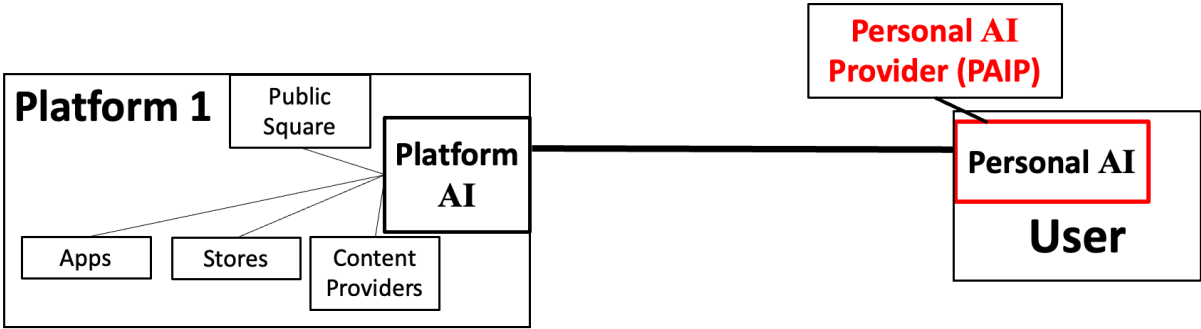 Personal AI
Provider (PAIP)
Platform 1
Public
Square
Platform
AI
Personal AI
User
Apps
Stores
Content
Providers